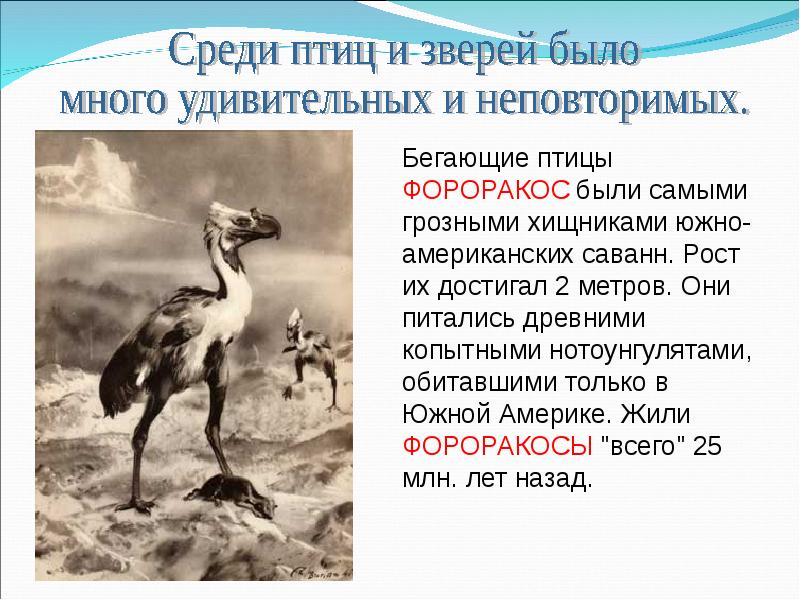 Среди птиц и зверей было
много удивительных и неповторимых.
Бегающие птицы
ФОРОРАКОС были самыми
грозными хищниками южно-
американских саванн. Рост
их достигал 2 метров. Они
питались древними
копытными нотоунгулятами,
обитавшими только в
Южной Америке. Жили
ФОРОРАКОСЫ "всего" 25
млн. лет назад.